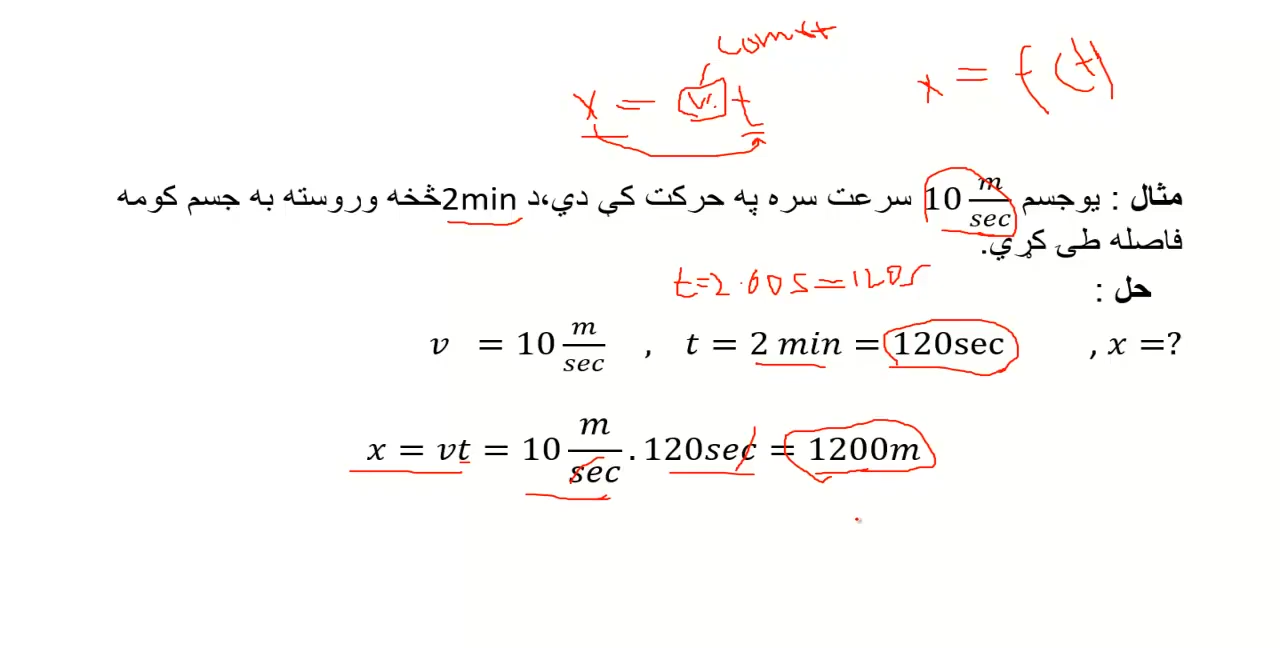 const
x = v. t
x = f(t)
مثال : یوجسم 10 m/sec سرعت سره په حرکت کې دي،د 2min څخه وروسته به جسم کومه
فاصله طی کړي.
t=2.60s=120s
حل :
v = 10 m/sec , t = 2 min = 120sec , x =?
x = vt = 10 m/sec . 120sec = 1200m